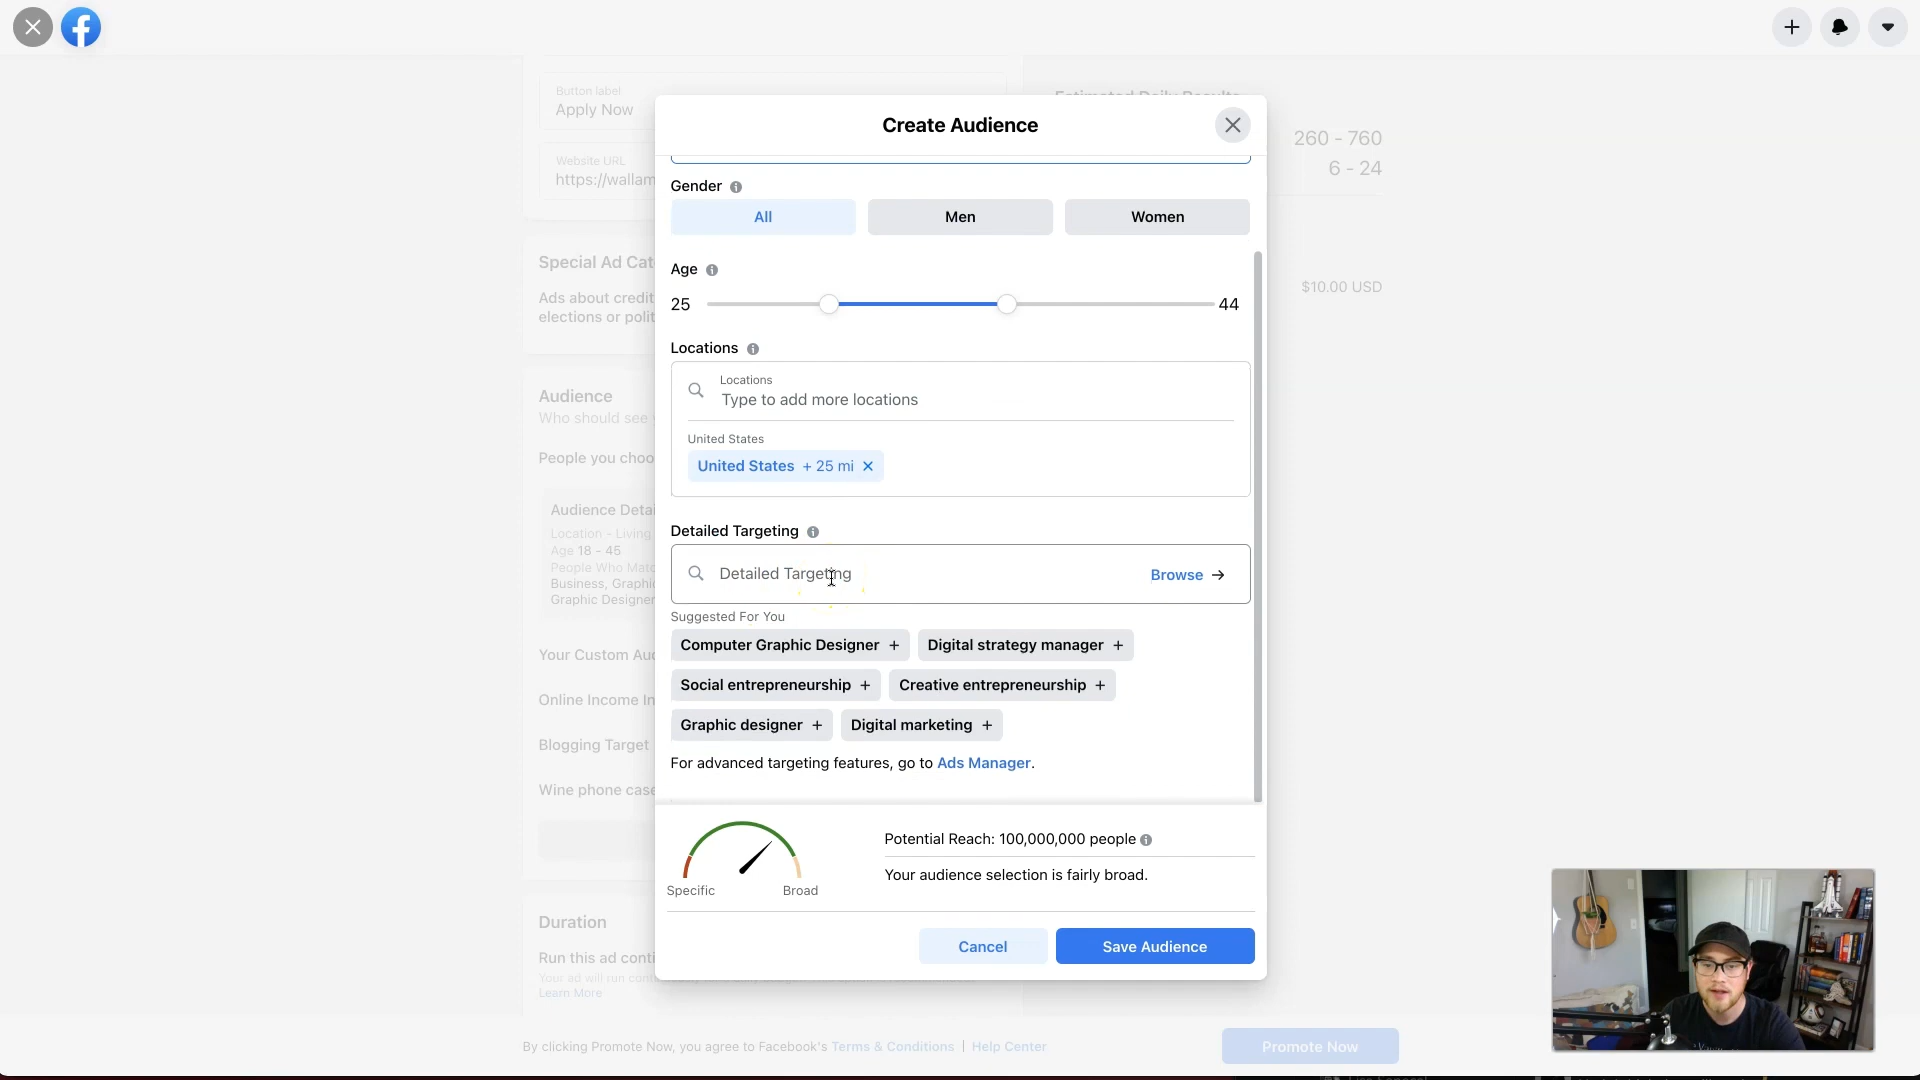 Button label
Apply Now
Website URL
https://wallam
Special Ad Cat
Ads about credit
elections or polit
Audience
Who should see
People you choo
Audience Detai
Location - Living
Age 18 - 45
People Who Matc
Business, Graphi
Graphic Designer
Your Custom Aud
Online Income In
Blogging Target
Wine phone case
Duration
Run this ad conti
Your ad will run cont
Learn More
Create Audience
Gender
All
Men
Women
Age
25
44
Locations
Locations
Type to add more locations
United States
United States + 25 mi
Detailed Targeting
Detailed Targeting
Browse →
Suggested For You
Computer Graphic Designer +
Digital strategy manager +
Social entrepreneurship +
Creative entrepreneurship +
Graphic designer +
Digital marketing +
For advanced targeting features, go to Ads Manager.
Specific
Broad
Potential Reach: 100,000,000 people
Your audience selection is fairly broad.
Cancel
Save Audience
Estimated Daily Results
260 - 760
6 - 24
$10.00 USD
By clicking Promote Now, you agree to Facebook's Terms & Conditions | Help Center
Promote Now